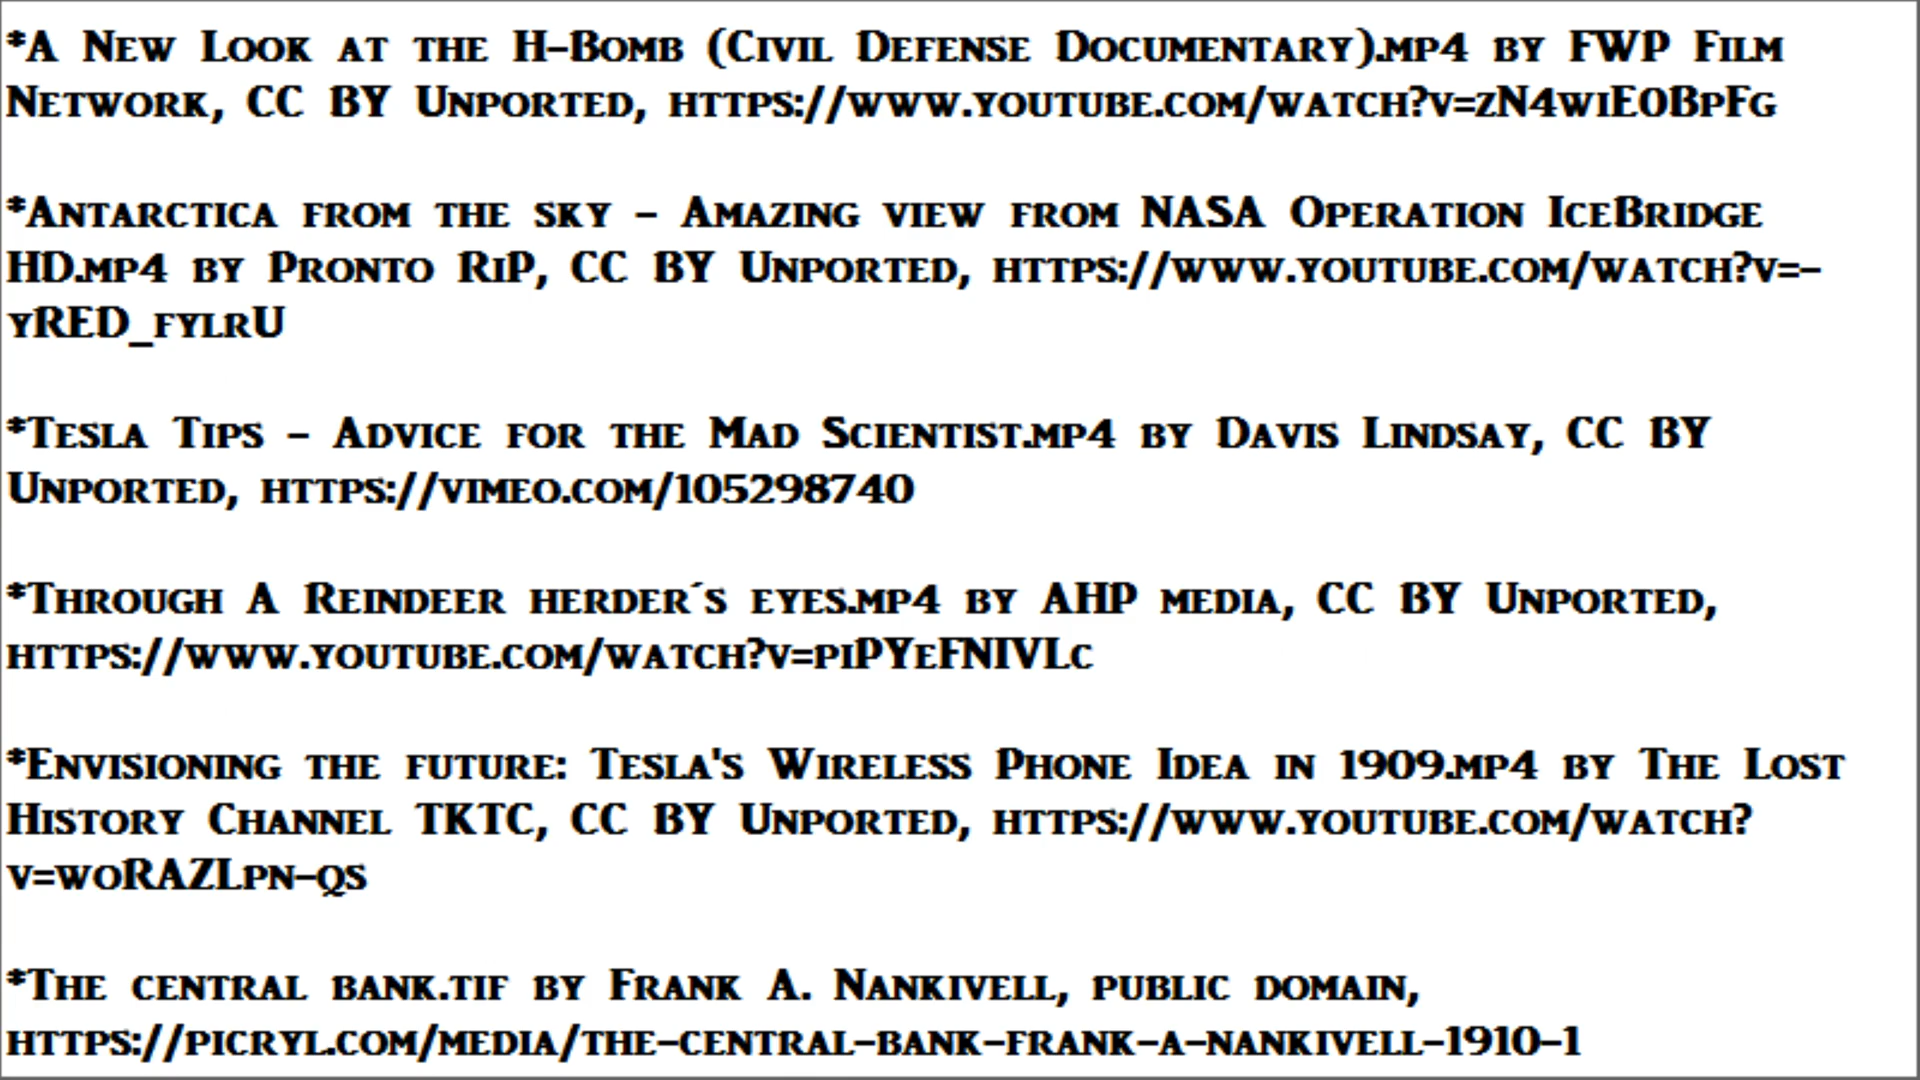 *A New Look at the H-Bomb (Civil Defense Documentary).mp4 by FWP Film
Network, CC BY Unported, https://www.youtube.com/watch?v=zN4wiE0BpFg
*Antarctica from the sky - Amazing view from NASA Operation IceBridge
HD.mp4 by Pronto RiP, CC BY Unported, https://www.youtube.com/watch?v=-
yRED_fylrU
*Tesla Tips - Advice for the Mad Scientist.mp4 by Davis Lindsay, CC BY
Unported, https://vimeo.com/105298740
*Through A Reindeer herder´s eyes.mp4 by AHP media, CC BY Unported,
https://www.youtube.com/watch?v=piPYeFNIVLc
*Envisioning the future: Tesla's Wireless Phone Idea in 1909.mp4 by The Lost
History Channel TKTC, CC BY Unported, https://www.youtube.com/watch?
v=woRAZLpn-qs
*The central bank.tif by Frank A. Nankivell, public domain,
https://picryl.com/media/the-central-bank-frank-a-nankivell-1910-1